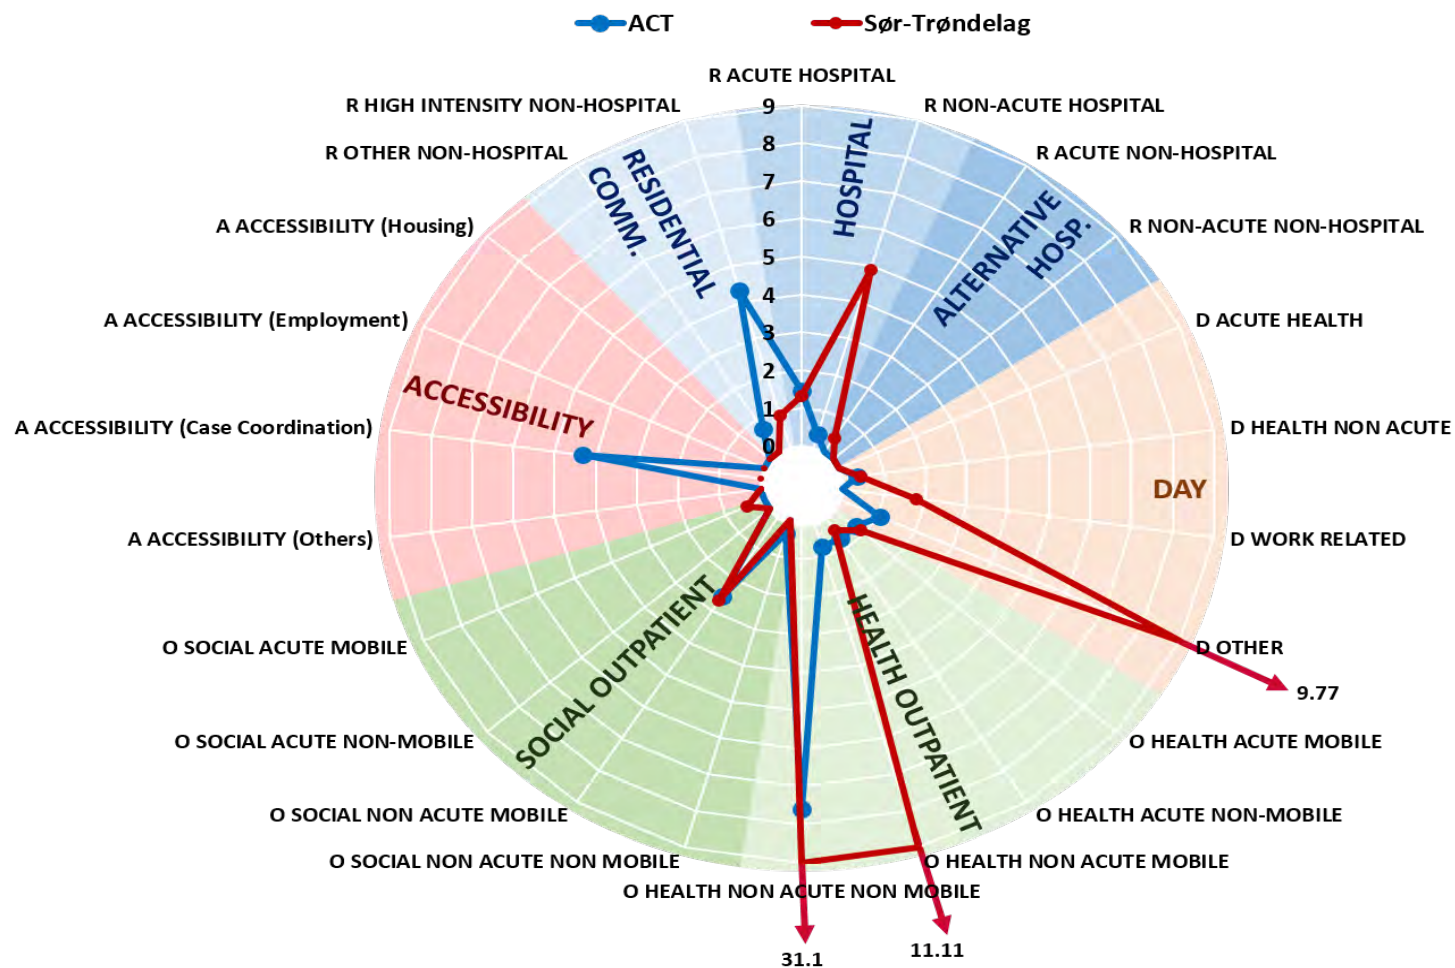 ACT
Sør-Trøndelag
R ACUTE HOSPITAL
R HIGH INTENSITY NON-HOSPITAL
9
R NON-ACUTE HOSPITAL
R OTHER NON-HOSPITAL
8
R ACUTE NON-HOSPITAL
7
RESIDENTIAL
COMM.
HOSPITAL
ALTERNATIVE
HOSP.
A ACCESSIBILITY (Housing)
6
R NON-ACUTE NON-HOSPITAL
5
4
A ACCESSIBILITY (Employment)
3
D ACUTE HEALTH
2
ACCESSIBILITY
1
A ACCESSIBILITY (Case Coordination)
0
D HEALTH NON ACUTE
DAY
A ACCESSIBILITY (Others)
D WORK RELATED
SOCIAL OUTPATIENT
HEALTH OUTPATIENT
O SOCIAL ACUTE MOBILE
D OTHER
9.77
O SOCIAL ACUTE NON-MOBILE
O HEALTH ACUTE MOBILE
O SOCIAL NON ACUTE MOBILE
O HEALTH ACUTE NON-MOBILE
O SOCIAL NON ACUTE NON MOBILE
O HEALTH NON ACUTE MOBILE
O HEALTH NON ACUTE NON MOBILE
11.11
31.1